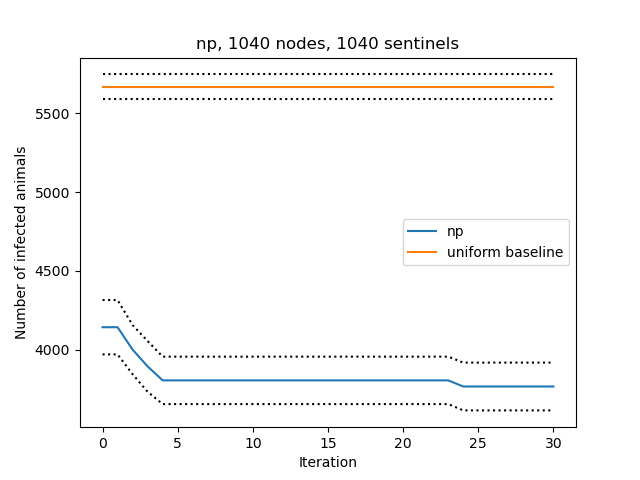 np, 1040 nodes, 1040 sentinels
Number of infected animals
5500
5000
4500
4000
np
uniform baseline
0 5 10 15 20 25 30
Iteration